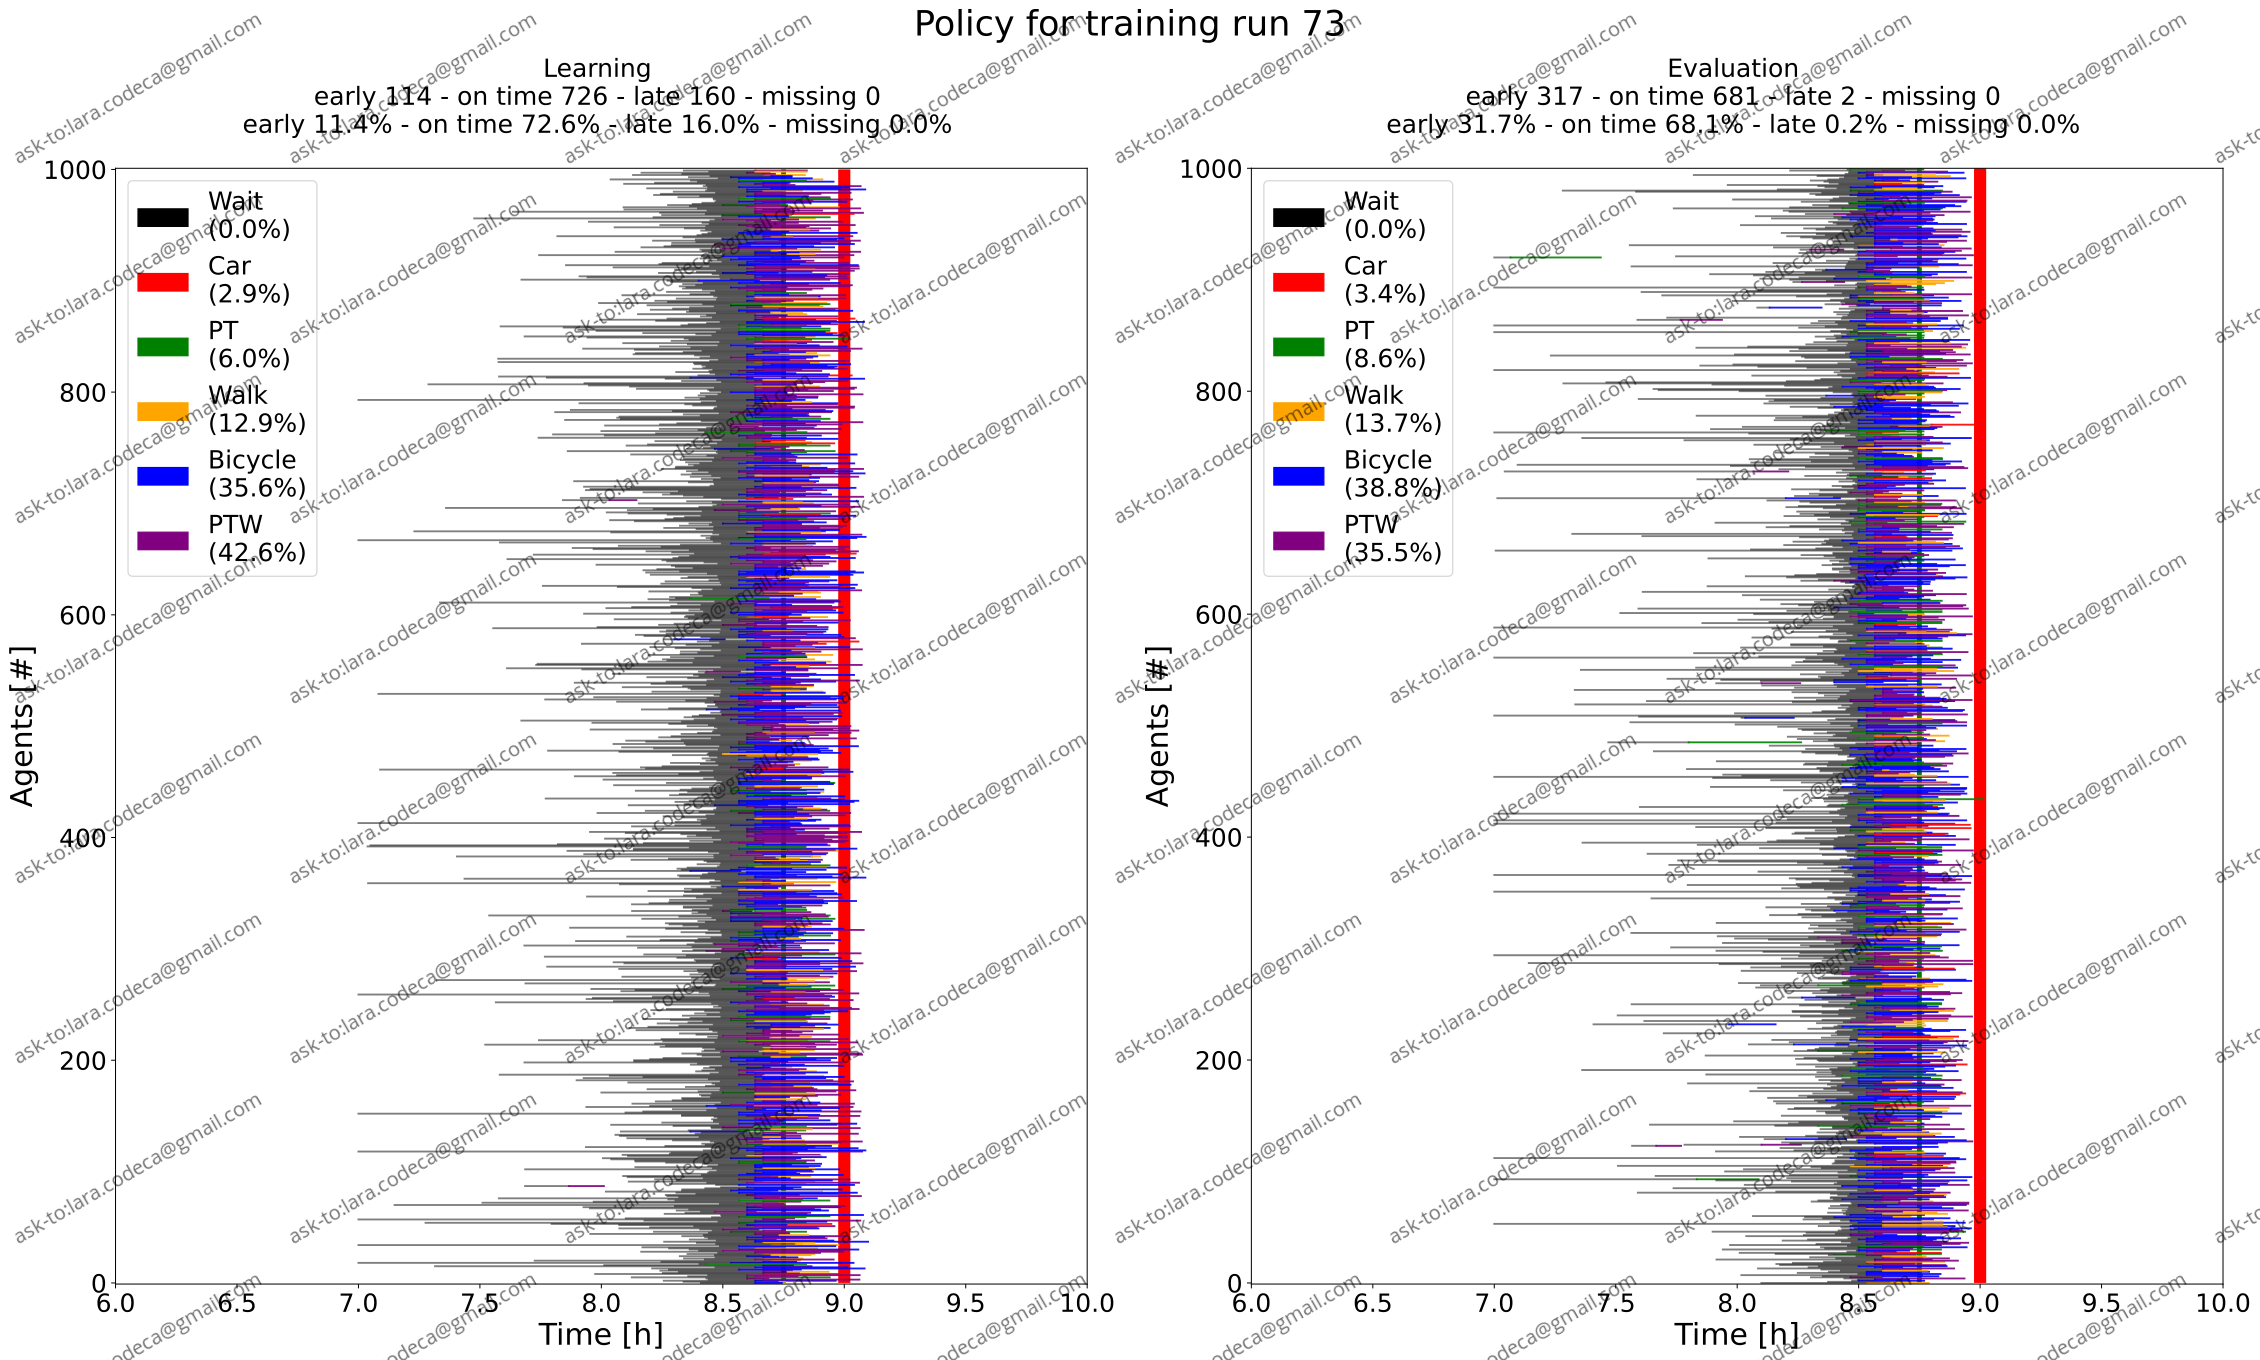 Policy for training run 73
Learning
early 114 - on time 726 - late 160 - missing 0
early 11.4% - on time 72.6% - late 16.0% - missing 0.0%
1000
800
600
400
200
0
Agents [#]
Wait
(0.0%)
Car
(2.9%)
PT
(6.0%)
Walk
(12.9%)
Bicycle
(35.6%)
PTW
(42.6%)
6.0 6.5 7.0 7.5 8.0 8.5 9.0 9.5 10.0
Time [h]
Evaluation
early 317 - on time 681 - late 2 - missing 0
early 31.7% - on time 68.1% - late 0.2% - missing 0.0%
1000
800
600
400
200
0
Agents [#]
Wait
(0.0%)
Car
(3.4%)
PT
(8.6%)
Walk
(13.7%)
Bicycle
(38.8%)
PTW
(35.5%)
6.0 6.5 7.0 7.5 8.0 8.5 9.0 9.5 10.0
Time [h]
ask-to:lara.codeca@gmail.com